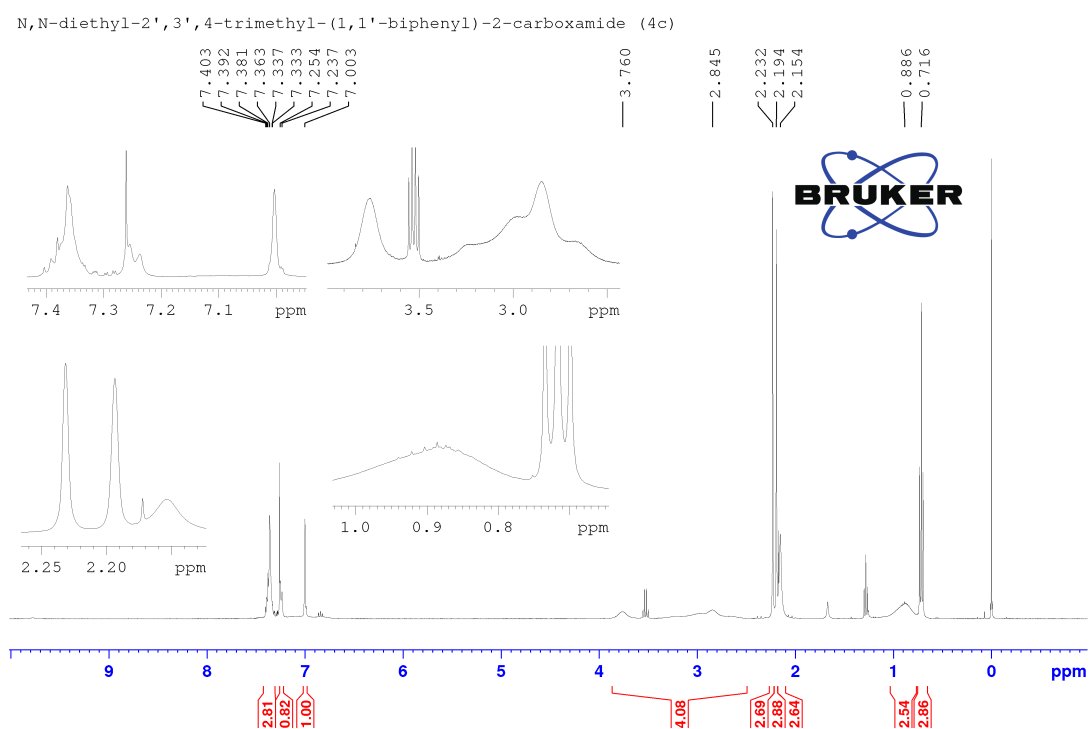 N,N-diethyl-2',3',4-trimethyl-(1,1'-biphenyl)-2-carboxamide (4c)
7.403 7.392 7.381 7.363 7.337 7.333 7.254 7.237 7.003 3.760 2.845 2.232 2.194 2.154 0.886 0.716
BRUKER
7.4 7.3 7.2 7.1 ppm
3.5 3.0 ppm
2.25 2.20 ppm
1.0 0.9 0.8 ppm
9 8 7 6 5 4 3 2 1 0 ppm
2.81 0.82 1.00 4.08 2.69 2.88 2.64 2.54 2.86